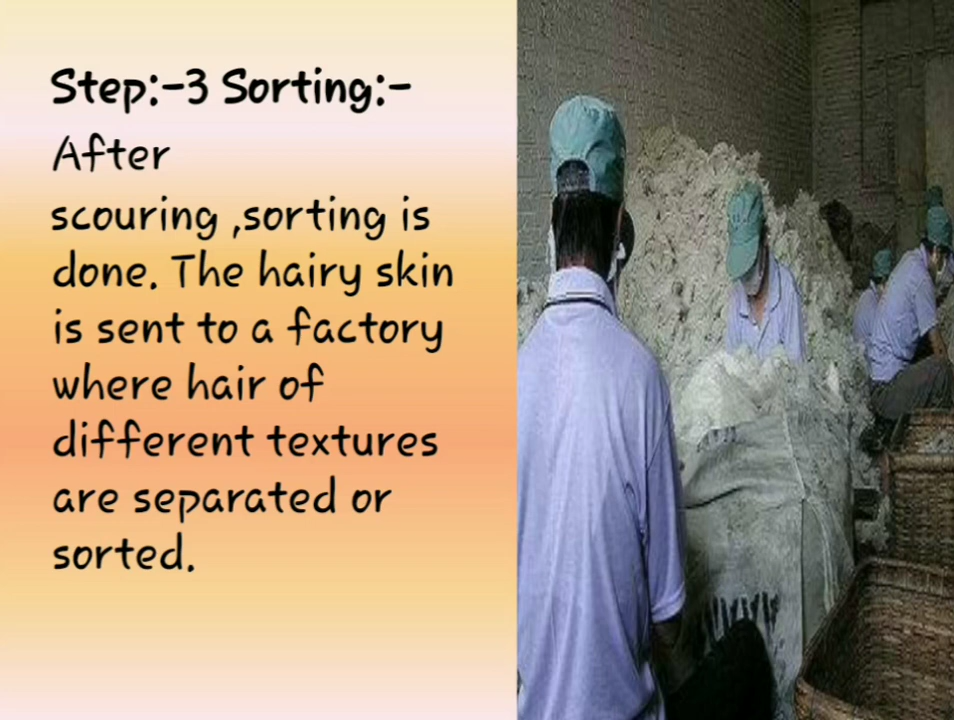 Step:-3 Sorting:-
After
scouring ,sorting is
done. The hairy skin
is sent to a factory
where hair of
different textures
are separated or
sorted.